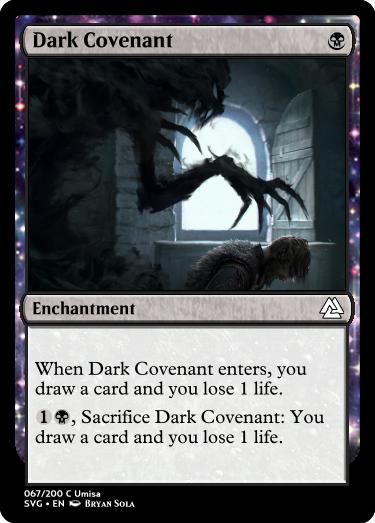 Dark Covenant
Enchantment
When Dark Covenant enters, you
draw a card and you lose 1 life.
1, Sacrifice Dark Covenant: You
draw a card and you lose 1 life.
067/200 C Umisa
SVG • EN Bryan Sola